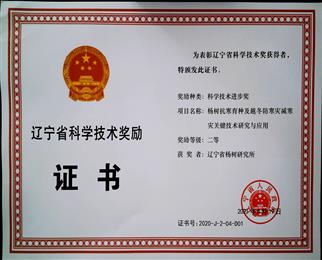 辽宁省科学技术奖励
证书
为表彰辽宁省科学技术奖获得者，
特颁发此证书。
奖励种类：科学技术进步奖
项目名称：杨树抗寒育种及越冬防寒灾减寒
灾关键技术研究与应用
奖励等级：二等
获 奖 者：辽宁省杨树研究所
证书号：2020-J-2-04-D01